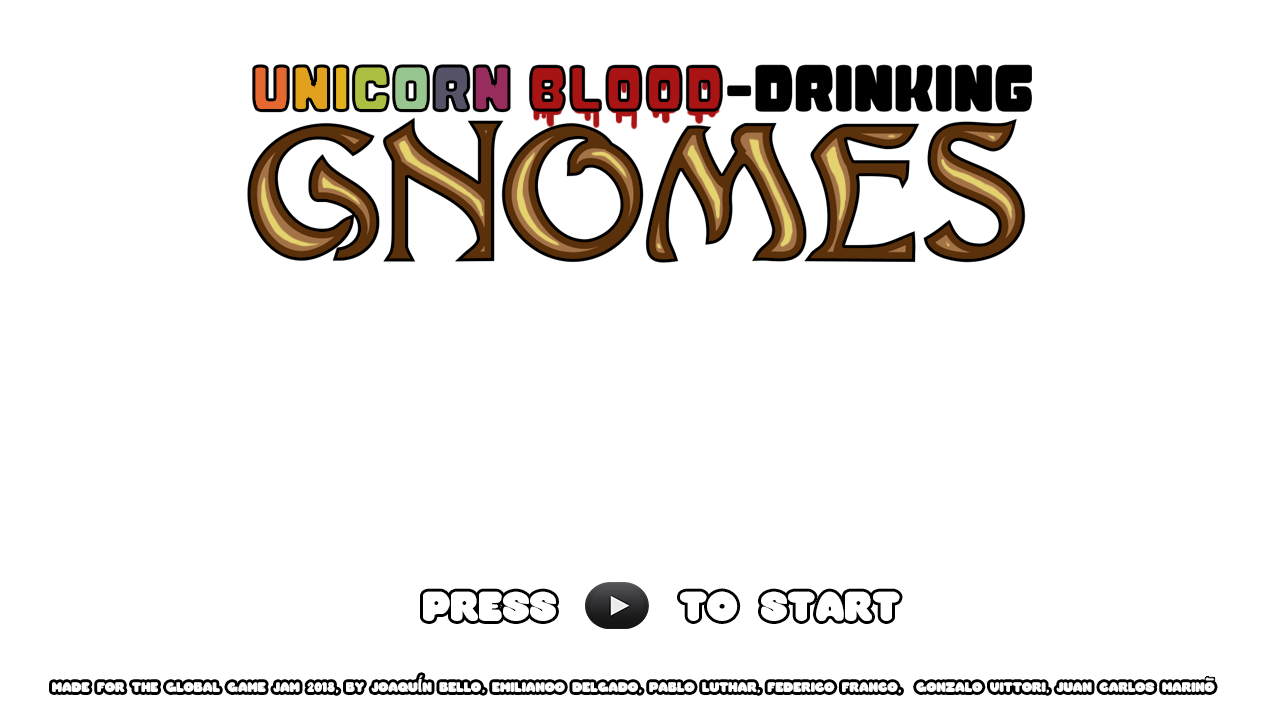 UNICORN BLOOD-DRINKING
GNOMES
PRESS TO START
MADE FOR THE GLOBAL GAME JAM 2018, BY JOAQUÍN BELLO, EMILIANOO DELGADO, PABLO LUTHAR, FEDERICO FRANCO, GONZALO VITTORI, JUAN CARLOS MARINÕ